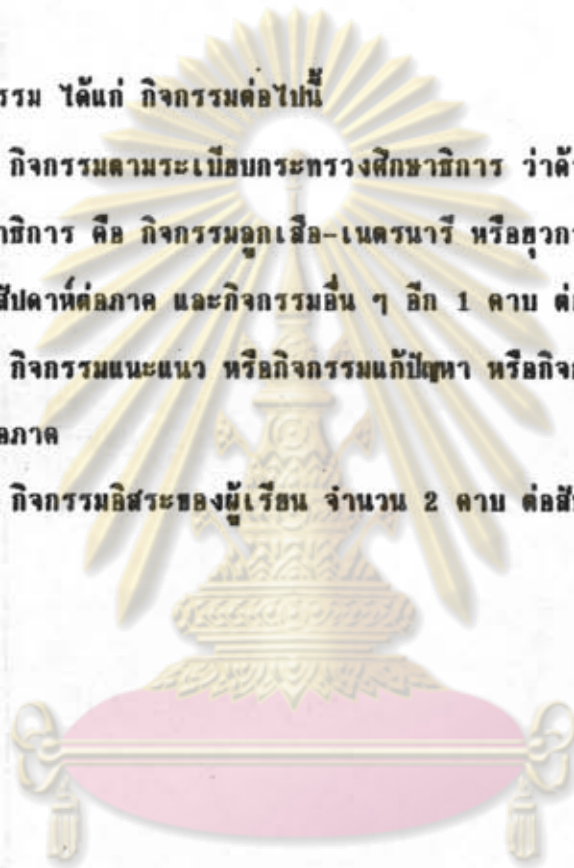 รรม ได้แก่ กิจกรรมต่อไปนี้
กิจกรรมตามระเบียบกระทรวงศึกษาธิการ ว่าด้
าธิการ คือ กิจกรรมลูกเสือ-เนตรนารี หรือยุวกา
สัปดาห์ต่อภาค และกิจกรรมอื่น ๆ อีก 1 คาบ ต่
กิจกรรมแนะแนว หรือกิจกรรมแก้ปัญหา หรือกิจ
อภาค
กิจกรรมอิสระของผู้เรียน จำนวน 2 คาบ ต่อสั